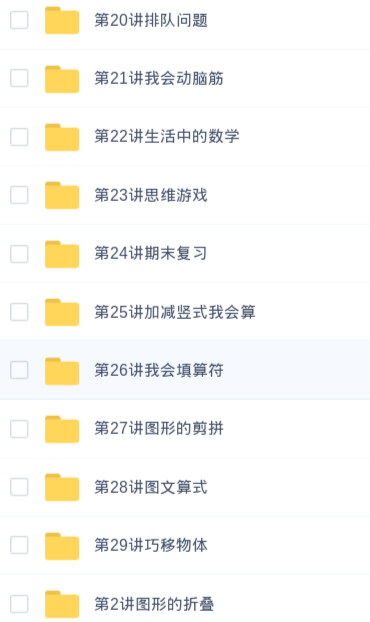 第20讲排队问题
第21讲我会动脑筋
第22讲生活中的数学
第23讲思维游戏
第24讲期末复习
第25讲加减竖式我会算
第26讲我会填算符
第27讲图形的剪拼
第28讲图文算式
第29讲巧移物体
第2讲图形的折叠